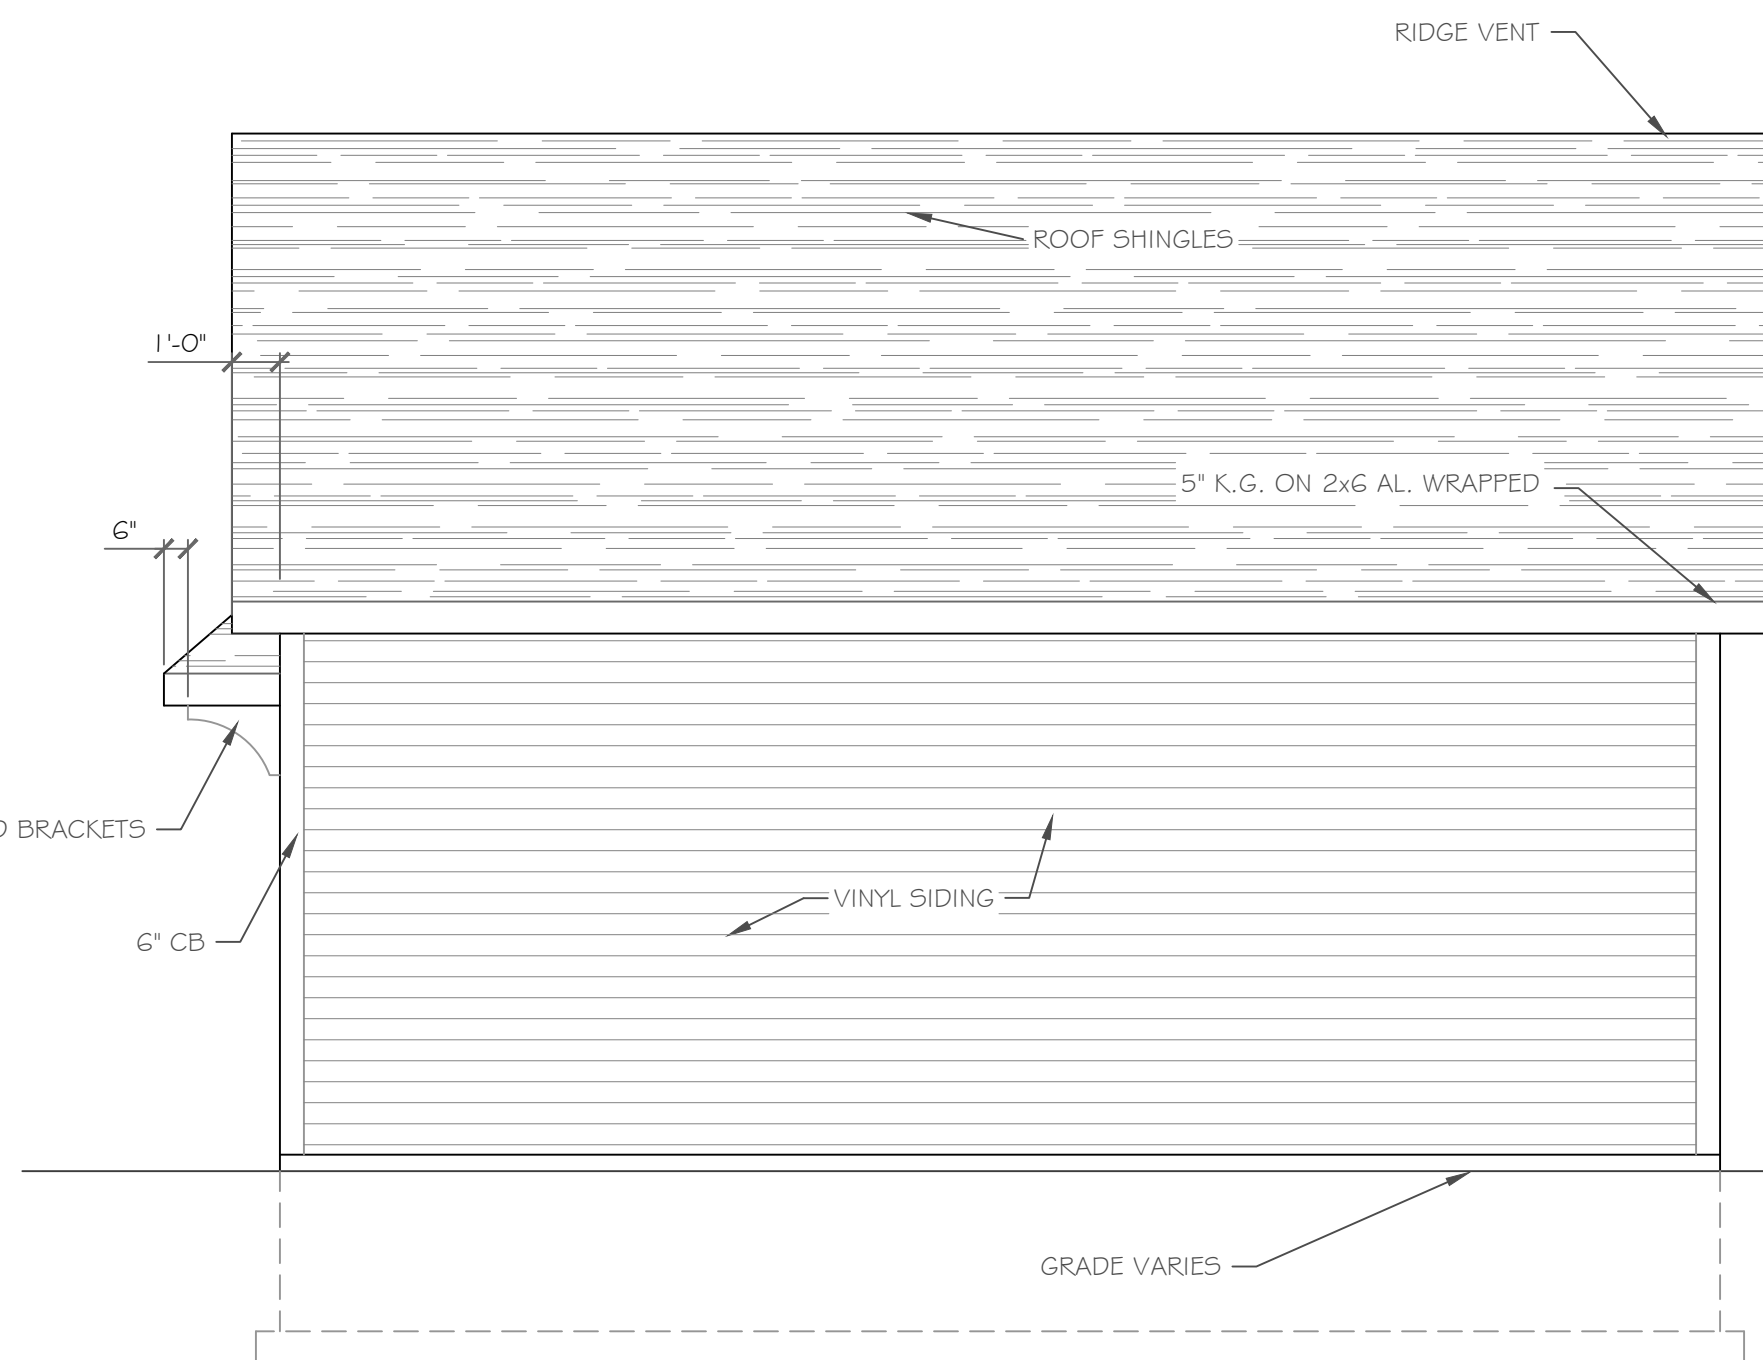 RIDGE VENT
ROOF SHINGLES
1'-0"
5" K.G. ON 2x6 AL. WRAPPED
6"
BRACKETS
VINYL SIDING
6" CB
GRADE VARIES